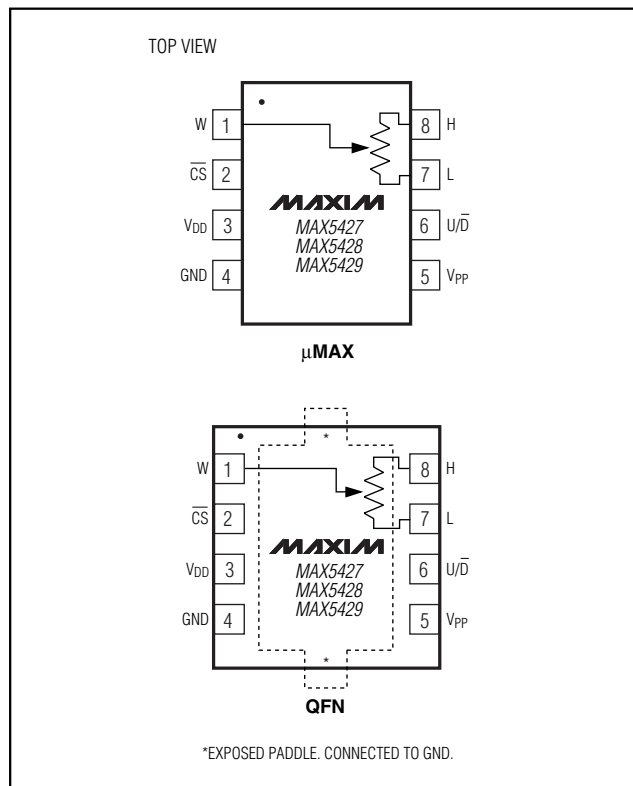 TOP VIEW
W 1 8 H
C̅S̅ 2 7 L
VDD 3 6 U/D̅
GND 4 5 VPP
MAXIM
MAX5427
MAX5428
MAX5429
μMAX
*
W 1 8 H
C̅S̅ 2 7 L
VDD 3 6 U/D̅
GND 4 5 VPP
MAXIM
MAX5427
MAX5428
MAX5429
*
QFN
*EXPOSED PADDLE. CONNECTED TO GND.